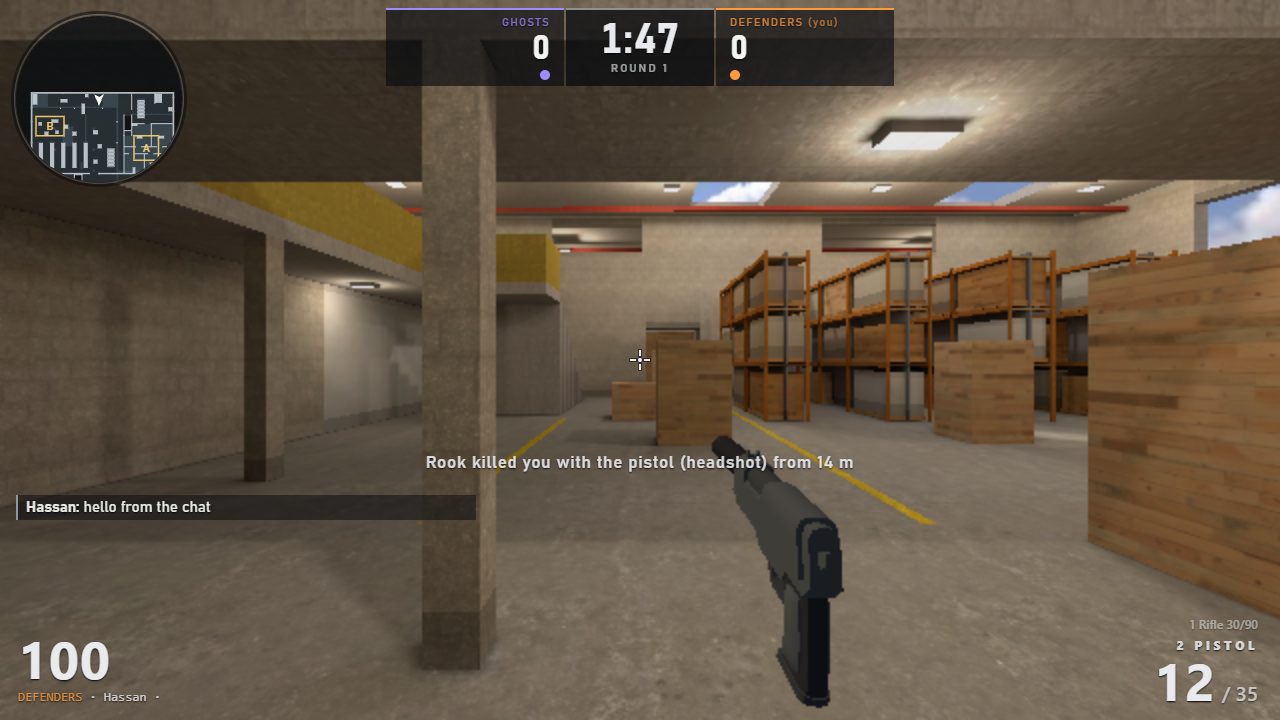 GHOSTS
0
1:47
ROUND 1
DEFENDERS (you)
0
B
A
Rook killed you with the pistol (headshot) from 14 m
Hassan: hello from the chat
100
DEFENDERS · Hassan ·
1 Rifle 30/90
2 PISTOL
12 / 35